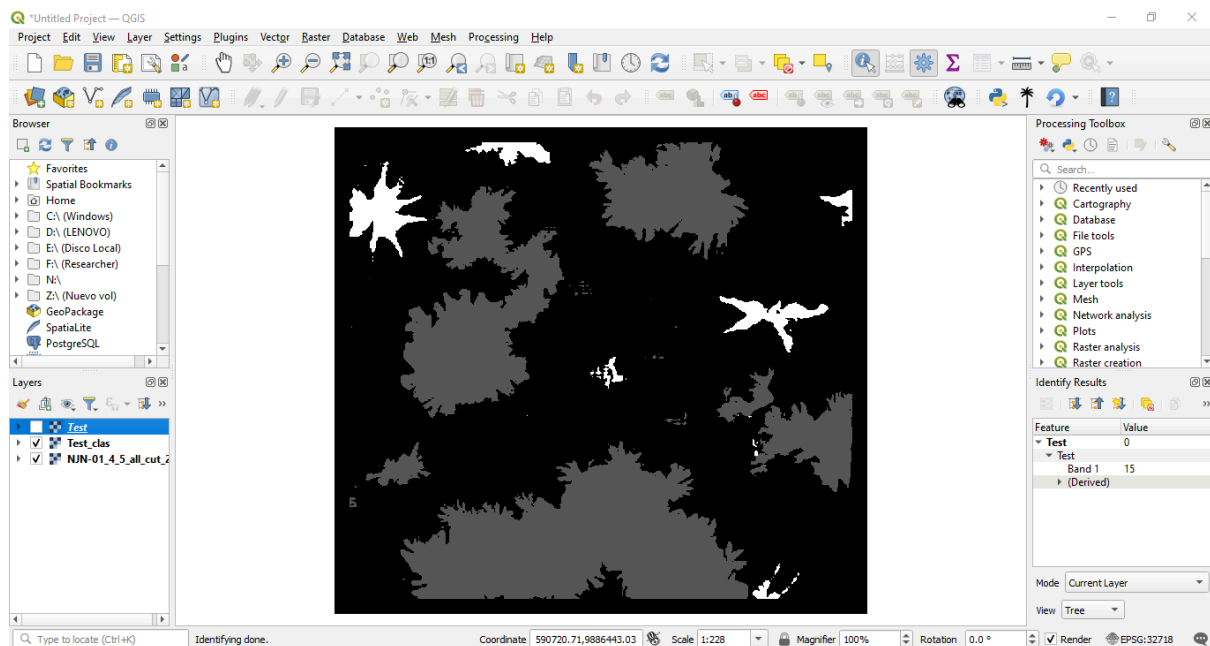 *Untitled Project — QGIS
Project Edit View Layer Settings Plugins Vector Raster Database Web Mesh Processing Help
Browser
Favorites
Spatial Bookmarks
Home
C:\ (Windows)
D:\ (LENOVO)
E:\ (Disco Local)
F:\ (Researcher)
N:\
Z:\ (Nuevo vol)
GeoPackage
SpatiaLite
PostgreSQL
Layers
Test
Test_clas
NJN-01_4_5_all_cut_2
Processing Toolbox
Search...
Recently used
Cartography
Database
File tools
GPS
Interpolation
Layer tools
Mesh
Network analysis
Plots
Raster analysis
Raster creation
Identify Results
Feature Value
Test 0
Test
Band 1 15
(Derived)
Mode Current Layer
View Tree
Type to locate (Ctrl+K) Identifying done. Coordinate 590720.71,9886443.03 Scale 1:228 Magnifier 100% Rotation 0.0 ° Render EPSG:32718